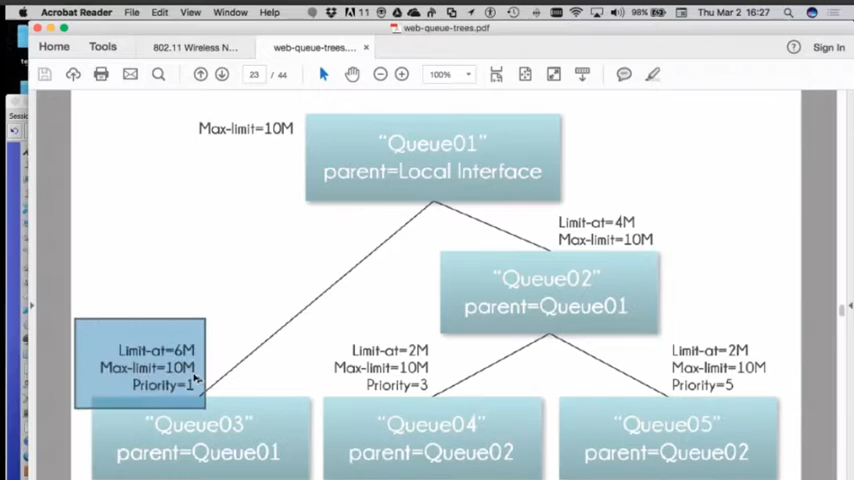 Acrobat Reader File Edit View Window Help 11 98% Thu Mar 2 16:27
web-queue-trees.pdf
Home Tools 802.11 Wireless N... web-queue-trees.... × Sign In
23 / 44 100%
Sessi
Max-limit=10M
"Queue01"
parent=Local Interface
Limit-at=4M
Max-limit=10M
"Queue02"
parent=Queue01
Limit-at=6M
Max-limit=10M
Priority=1
Limit-at=2M
Max-limit=10M
Priority=3
Limit-at=2M
Max-limit=10M
Priority=5
"Queue03"
parent=Queue01
"Queue04"
parent=Queue02
"Queue05"
parent=Queue02